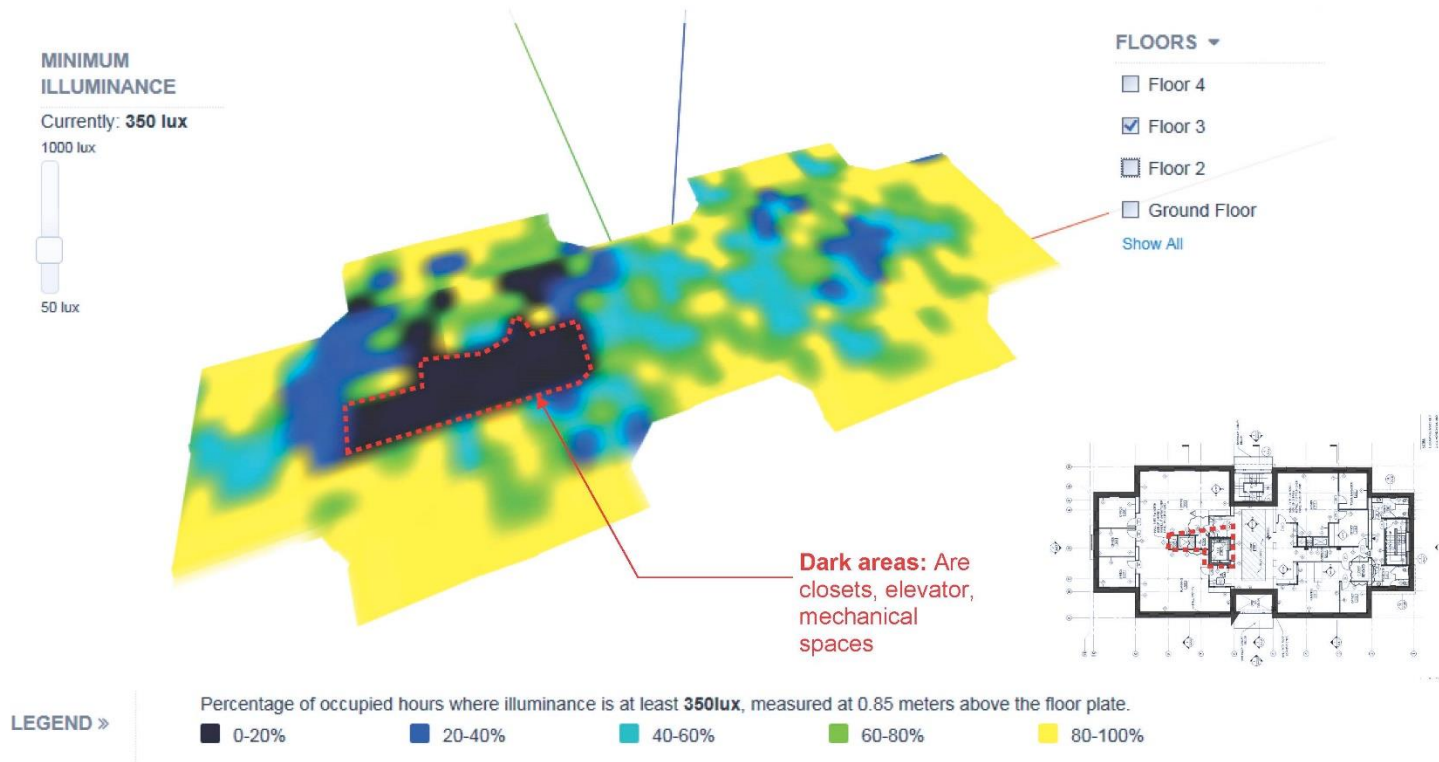 MINIMUM
ILLUMINANCE
Currently: 350 lux
1000 lux
50 lux
FLOORS
Floor 4
Floor 3
Floor 2
Ground Floor
Show All
Dark areas: Are
closets, elevator,
mechanical
spaces
LEGEND »
Percentage of occupied hours where illuminance is at least 350lux, measured at 0.85 meters above the floor plate.
0-20%
20-40%
40-60%
60-80%
80-100%